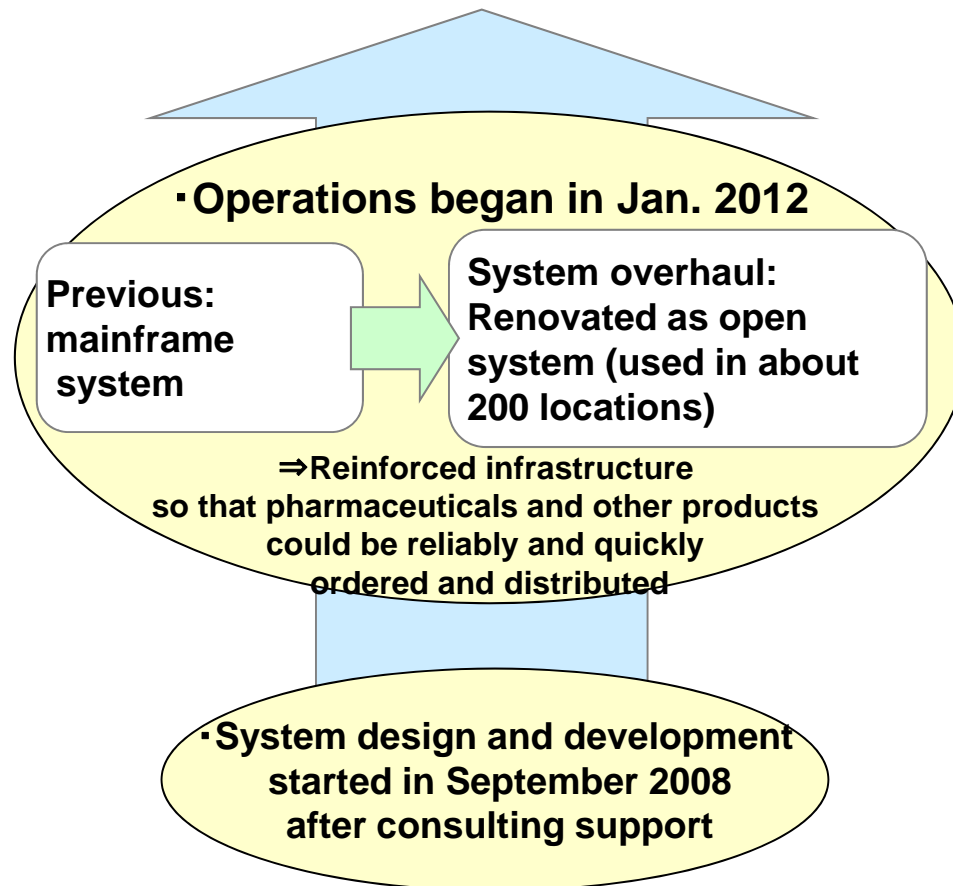 ▪Operations began in Jan. 2012
Previous:
mainframe
system
System overhaul:
Renovated as open
system (used in about
200 locations)
⇒Reinforced infrastructure
so that pharmaceuticals and other products
could be reliably and quickly
ordered and distributed
▪System design and development
started in September 2008
after consulting support